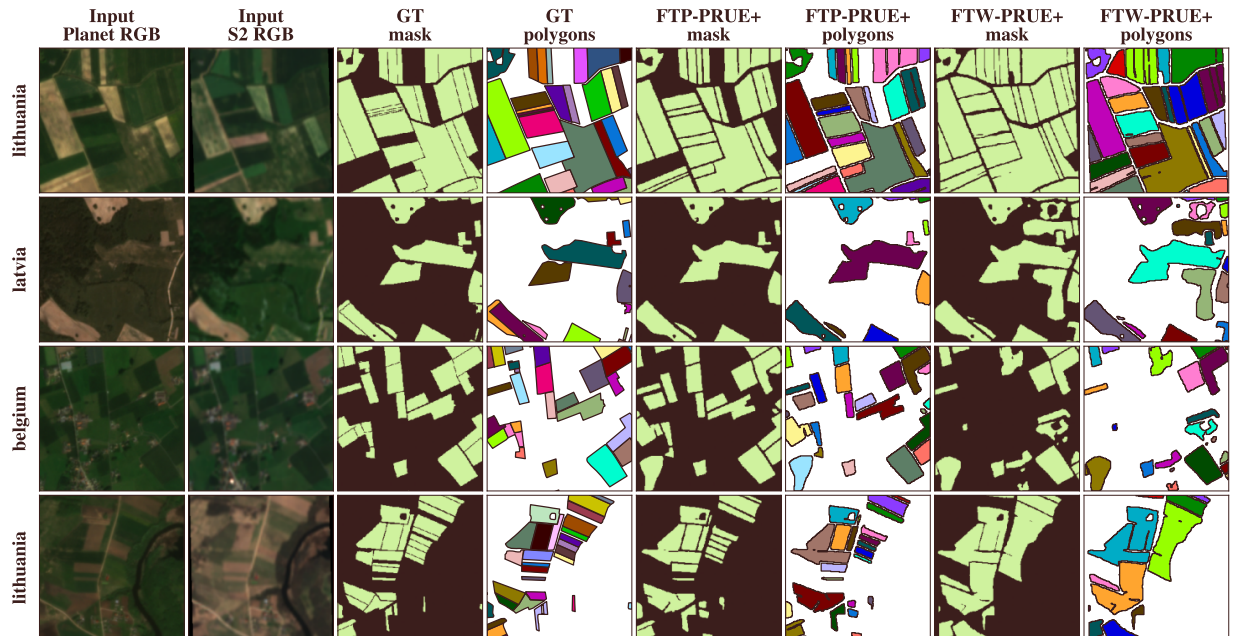 Input Planet RGB
Input S2 RGB
GT mask
GT polygons
FTP-PRUE+ mask
FTP-PRUE+ polygons
FTW-PRUE+ mask
FTW-PRUE+ polygons
lithuania
latvia
belgium
lithuania